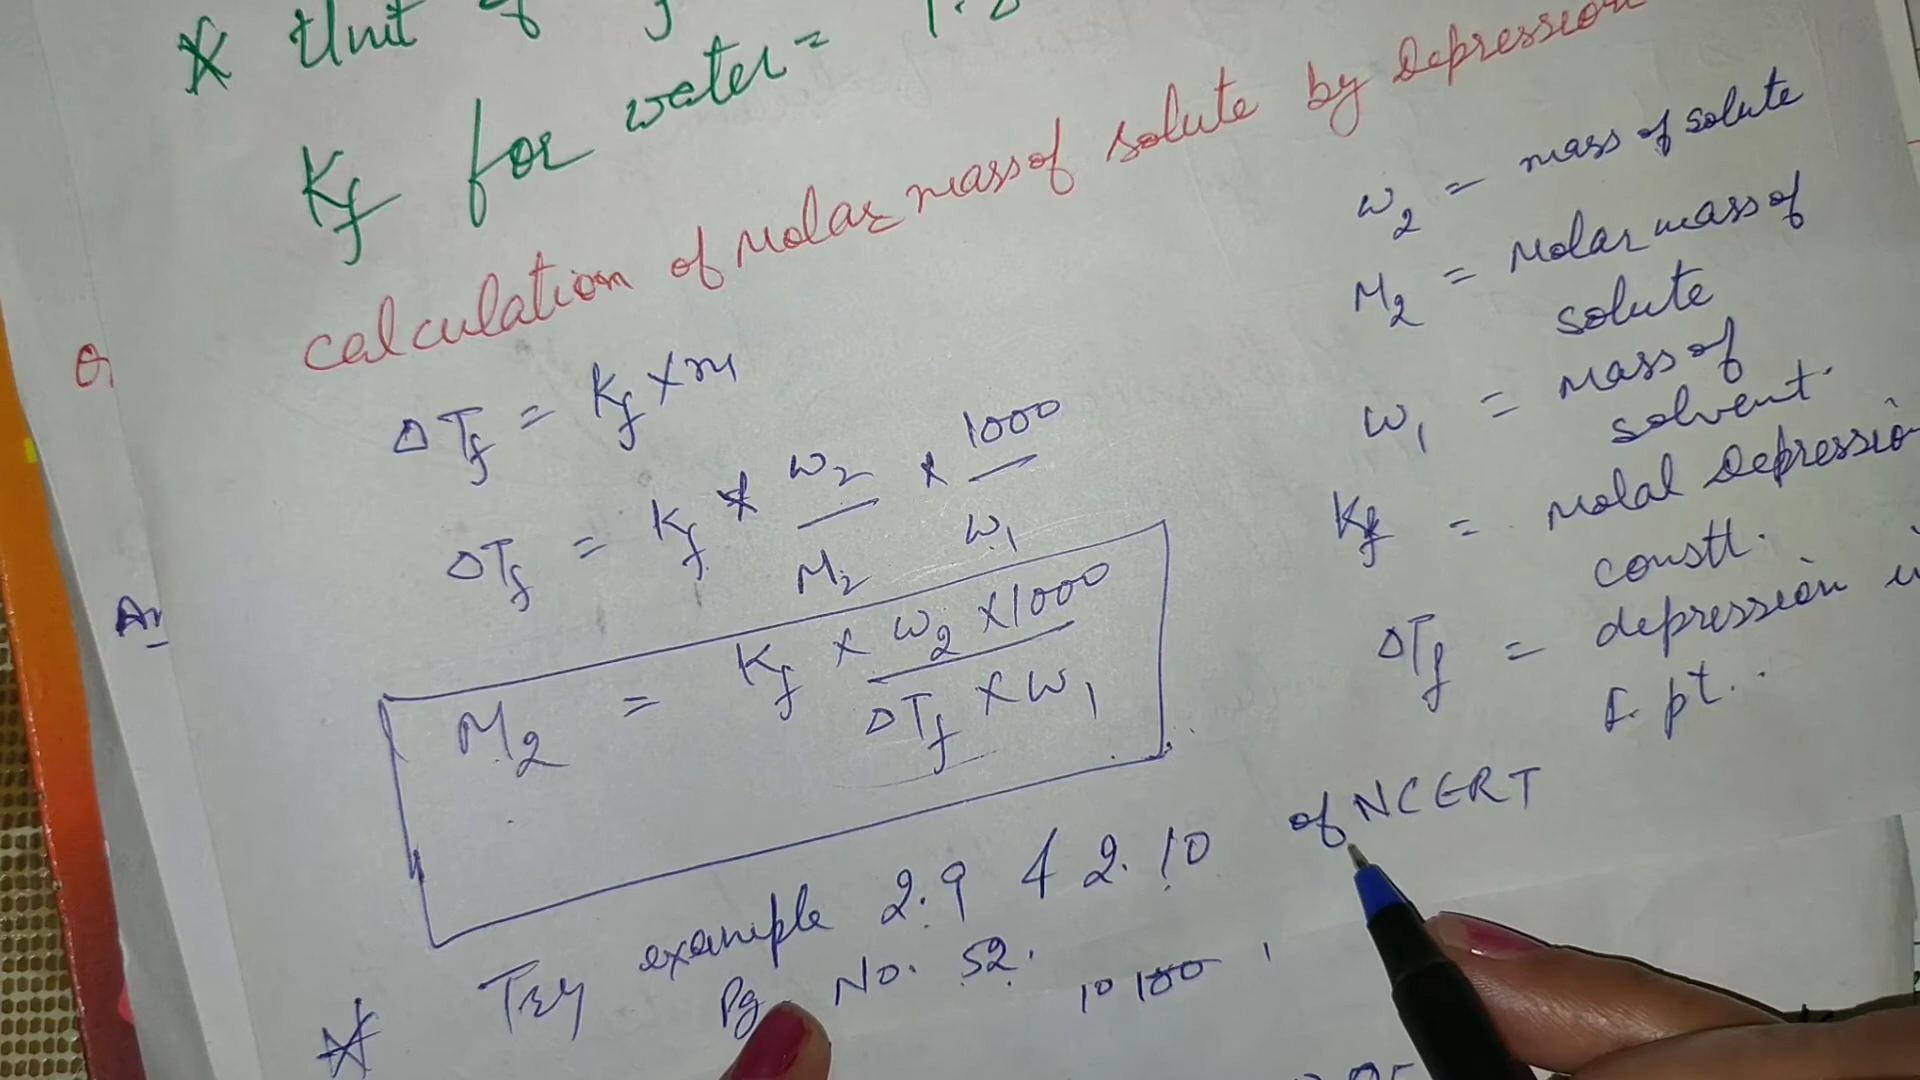 * Unit of
Kf for water =
Calculation of Molar mass of solute by Depression
ΔTf = Kf × m
ΔTf = Kf × w2/M2 × 1000/w1
M2 = Kf × w2 × 1000 / ΔTf × w1
w2 = mass of solute
M2 = Molar mass of
solute
w1 = mass of
solvent.
Kf = Molal Depression
constt.
ΔTf = depression
f. pt..
* Try example 2.9 & 2.10 of NCERT
Pg No. 52.
10 100